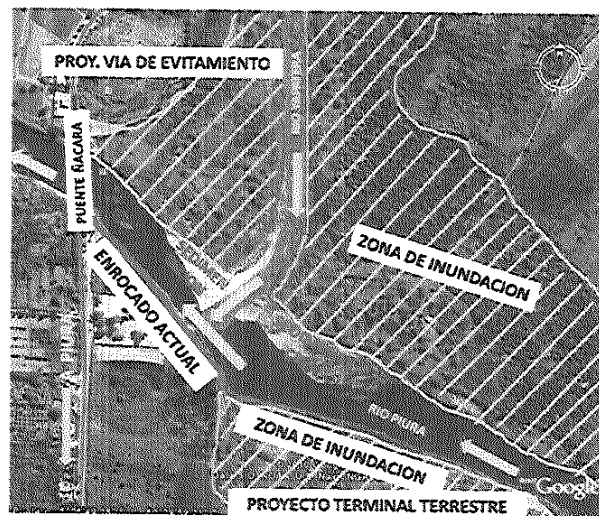 PROY. VIA DE EVITAMIENTO
PUENTE ÑACARA
ZONA DE INUNDACION
ENROCADO ACTUAL
RIO PIURA
ZONA DE INUNDACION
PROYECTO TERMINAL TERRESTRE
Google